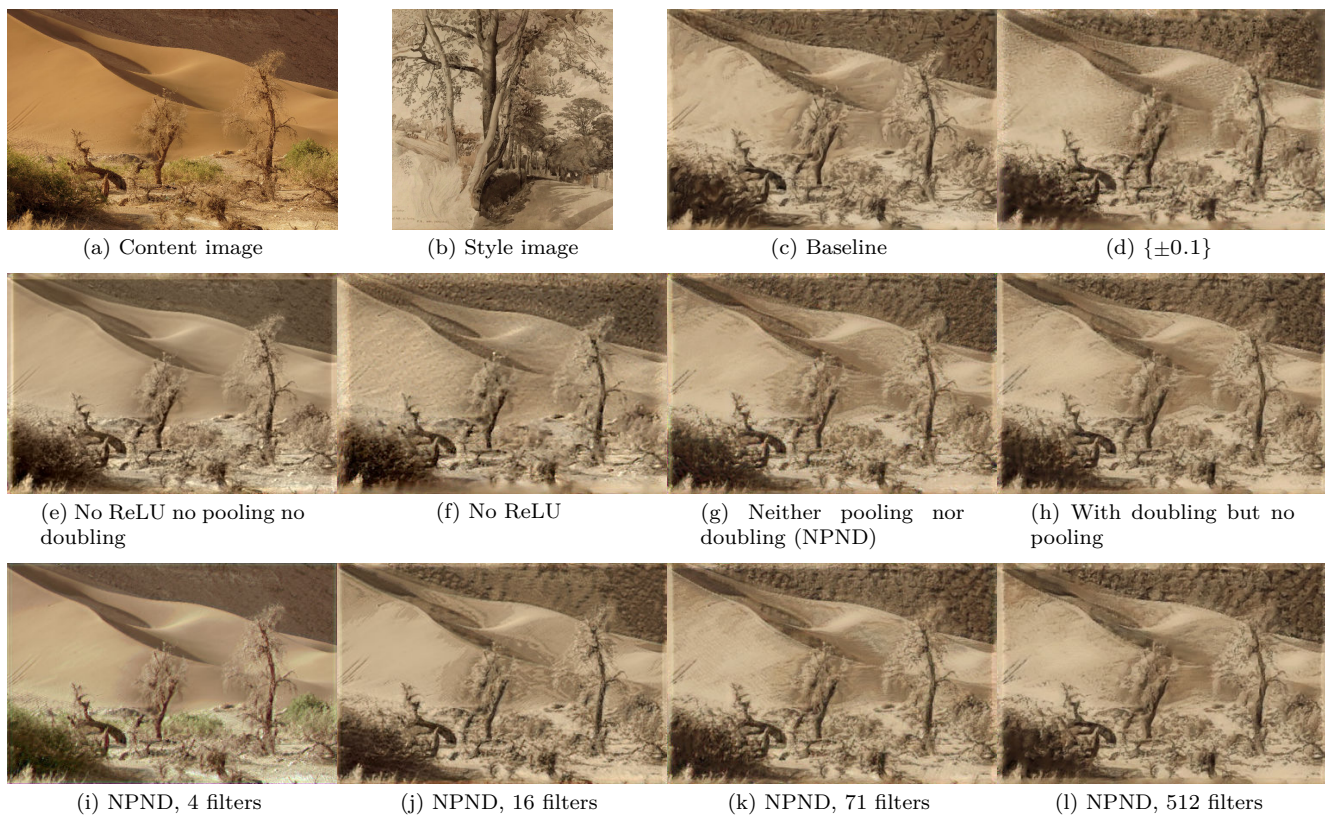 (a) Content image
(b) Style image
(c) Baseline
(d) {±0.1}
(e) No ReLU no pooling no
doubling
(f) No ReLU
(g) Neither pooling nor
doubling (NPND)
(h) With doubling but no
pooling
(i) NPND, 4 filters
(j) NPND, 16 filters
(k) NPND, 71 filters
(l) NPND, 512 filters